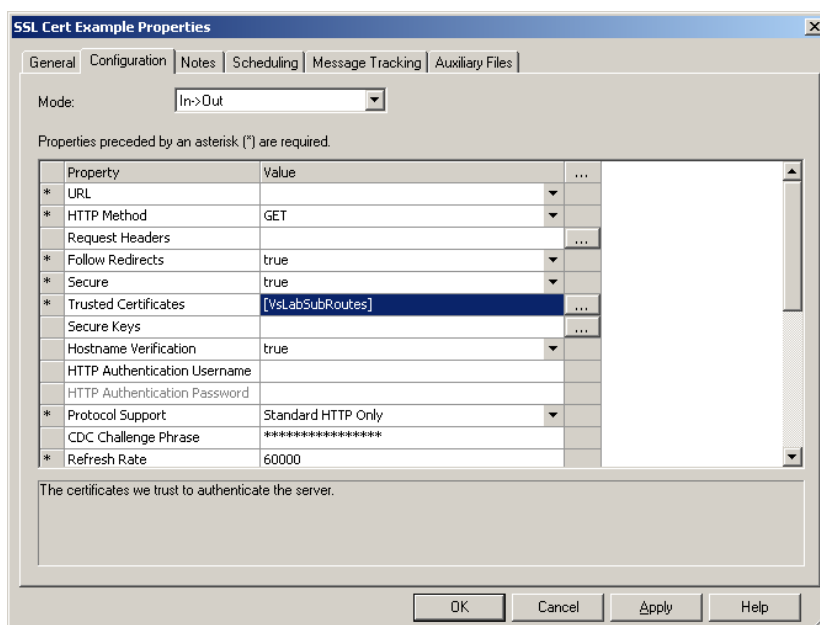 SSL Cert Example Properties
General Configuration Notes Scheduling Message Tracking Auxiliary Files
Mode: In->Out
Properties preceded by an asterisk (*) are required.
Property Value ...
* URL
* HTTP Method GET
Request Headers ...
* Follow Redirects true
* Secure true
* Trusted Certificates [VsLabSubRoutes] ...
Secure Keys ...
Hostname Verification true
HTTP Authentication Username
HTTP Authentication Password
* Protocol Support Standard HTTP Only
CDC Challenge Phrase ****************
* Refresh Rate 60000
The certificates we trust to authenticate the server.
OK Cancel Apply Help